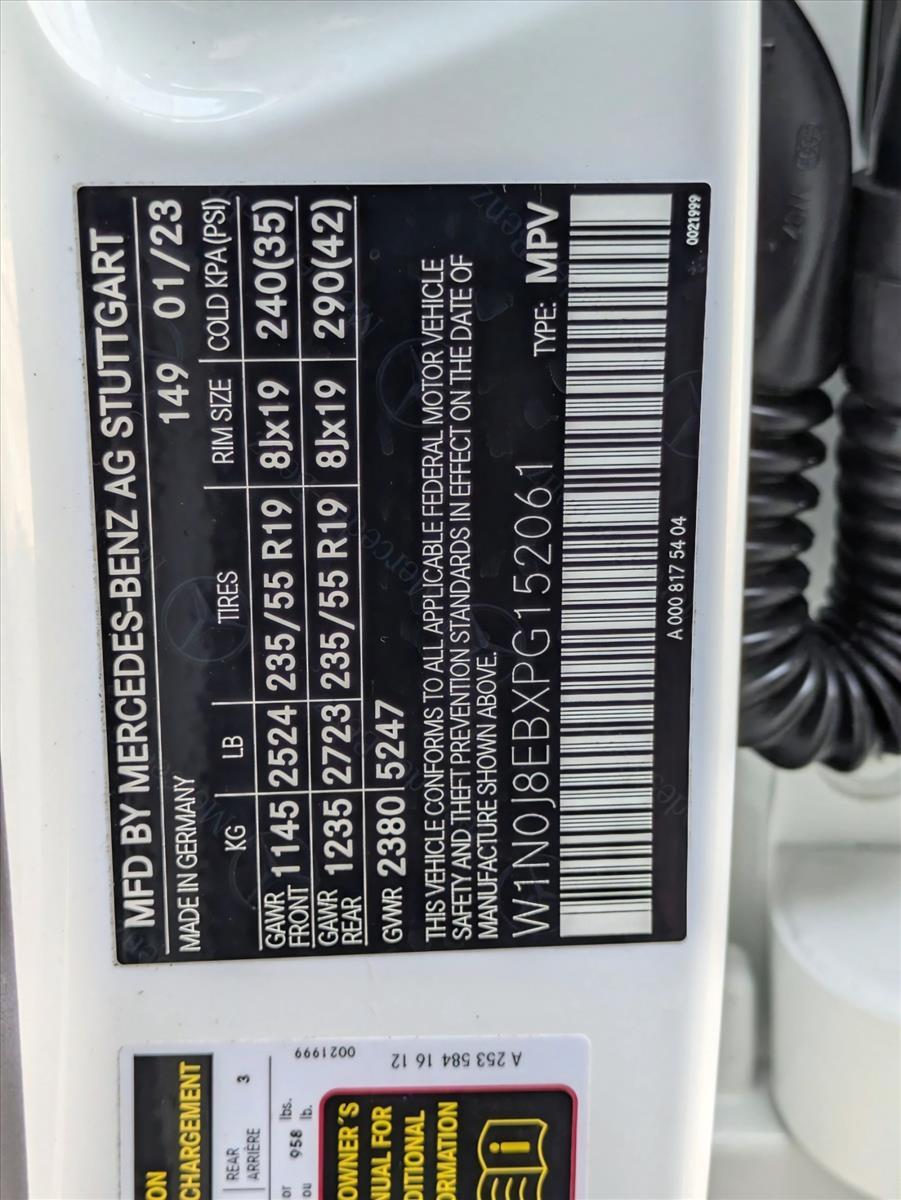 MFD BY MERCEDES-BENZ AG STUTTGART
MADE IN GERMANY 149 01/23
KG LB TIRES RIM SIZE COLD KPA(PSI)
GAWR FRONT 1145 2524 235/55 R19 8Jx19 240(35)
GAWR REAR 1235 2723 235/55 R19 8Jx19 290(42)
GVWR 2380 5247
THIS VEHICLE CONFORMS TO ALL APPLICABLE FEDERAL MOTOR VEHICLE
SAFETY AND THEFT PREVENTION STANDARDS IN EFFECT ON THE DATE OF
MANUFACTURE SHOWN ABOVE.
W1N0J8EBXPG152061 TYPE: MPV
A 000 817 54 04
0021999
CHARGEMENT
REAR 3
ARRIÈRE
958 lbs.
lb.
OWNER'S
FOR
A 253 584 16 12
0021999